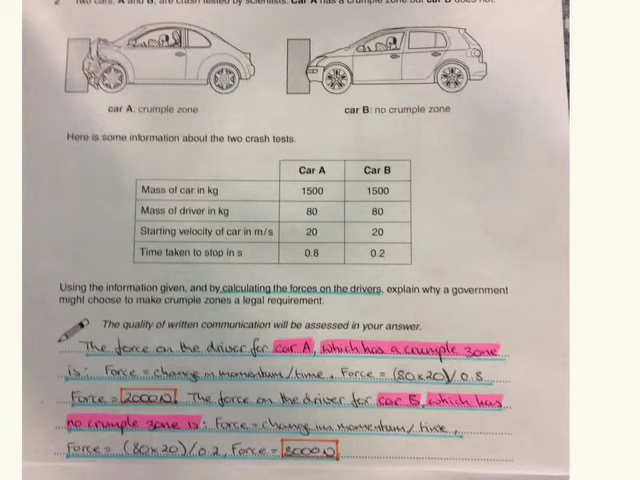 2 Two cars, A and B, are crash tested by scientists. Car A has a crumple zone but car B does not.
car A: crumple zone
car B: no crumple zone
Here is some information about the two crash tests.
Car A Car B
Mass of car in kg 1500 1500
Mass of driver in kg 80 80
Starting velocity of car in m/s 20 20
Time taken to stop in s 0.8 0.2
Using the information given, and by calculating the forces on the drivers, explain why a government
might choose to make crumple zones a legal requirement.
The quality of written communication will be assessed in your answer.
The force on the driver for car A, which has a crumple zone
is: Force = change in momentum/time, Force = (80x20)/0.8
Force = 2000N. The force on the driver for car B, which has
no crumple zone is: Force = change in momentum/time,
Force = (80x20)/0.2, Force = 8000N